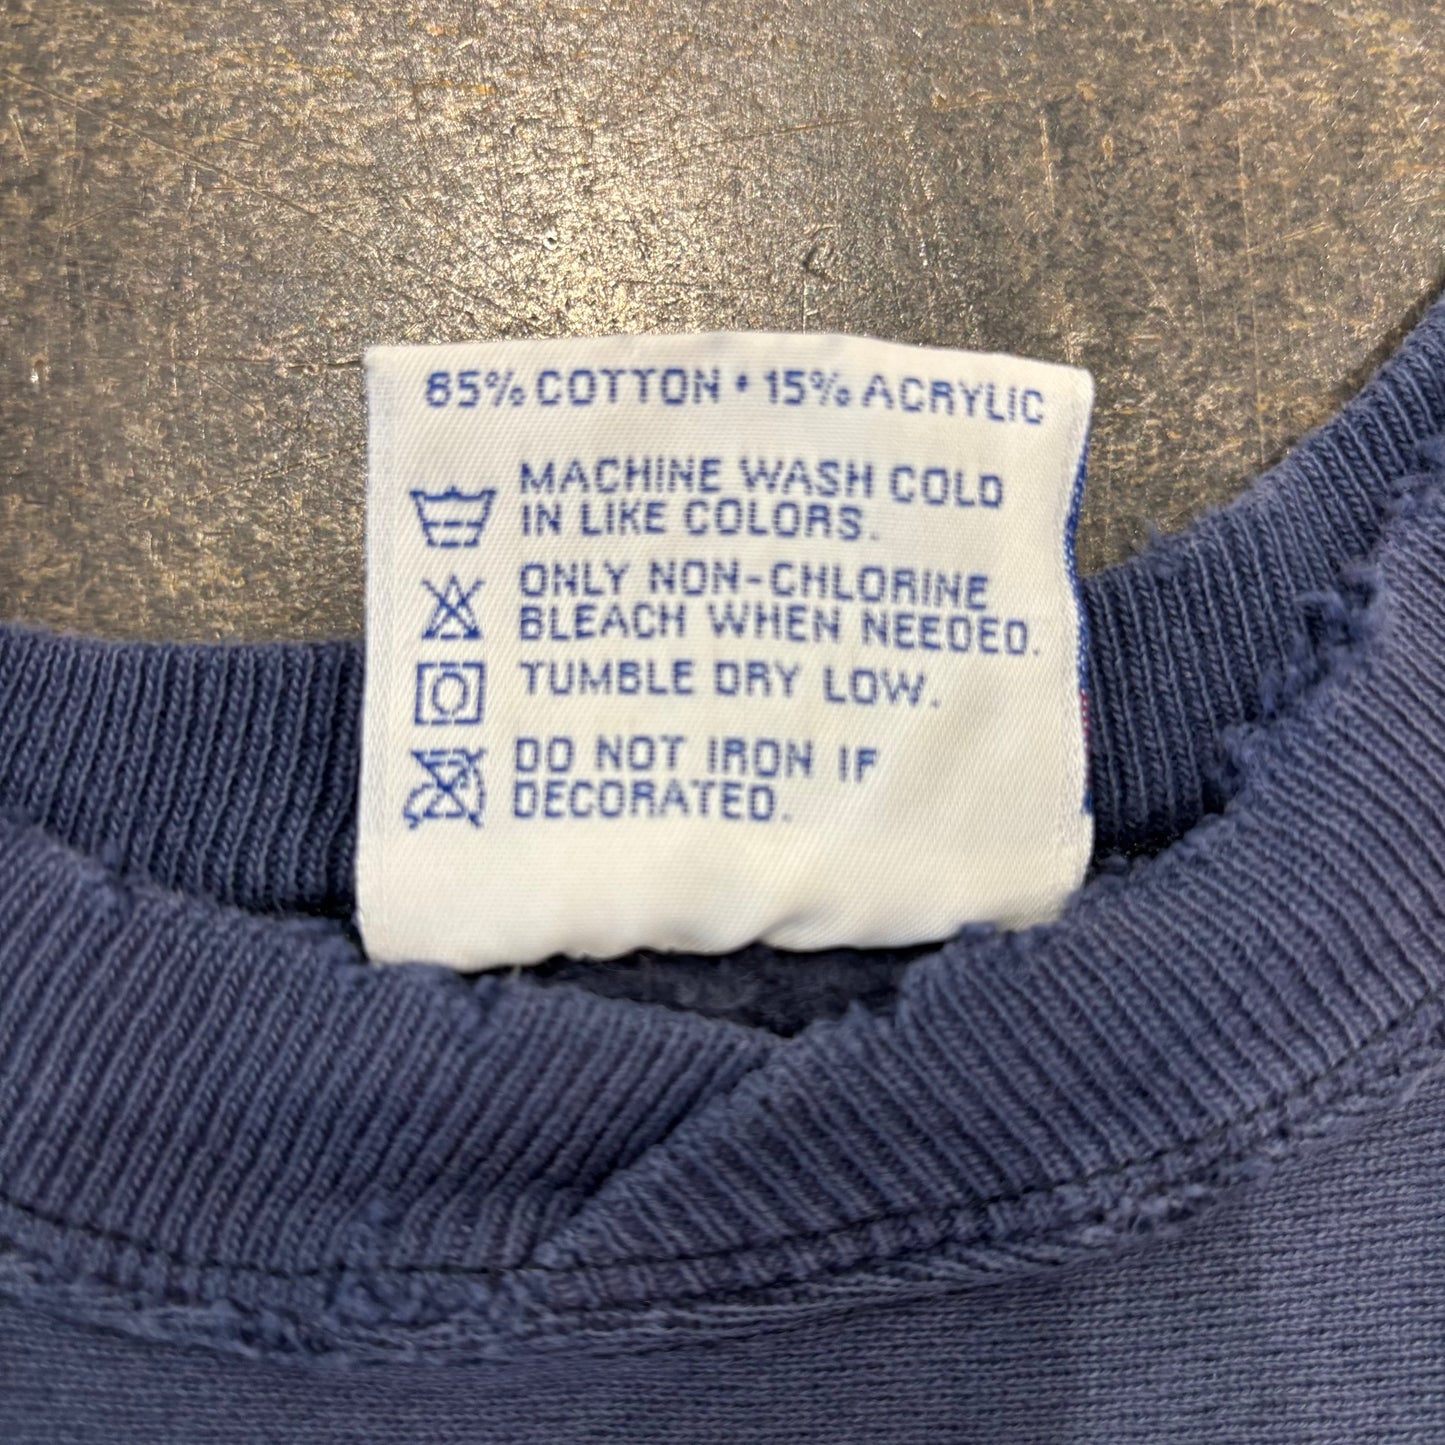 85% COTTON • 15% ACRYLIC
MACHINE WASH COLD
IN LIKE COLORS.
ONLY NON-CHLORINE
BLEACH WHEN NEEDED.
TUMBLE DRY LOW.
DO NOT IRON IF
DECORATED.